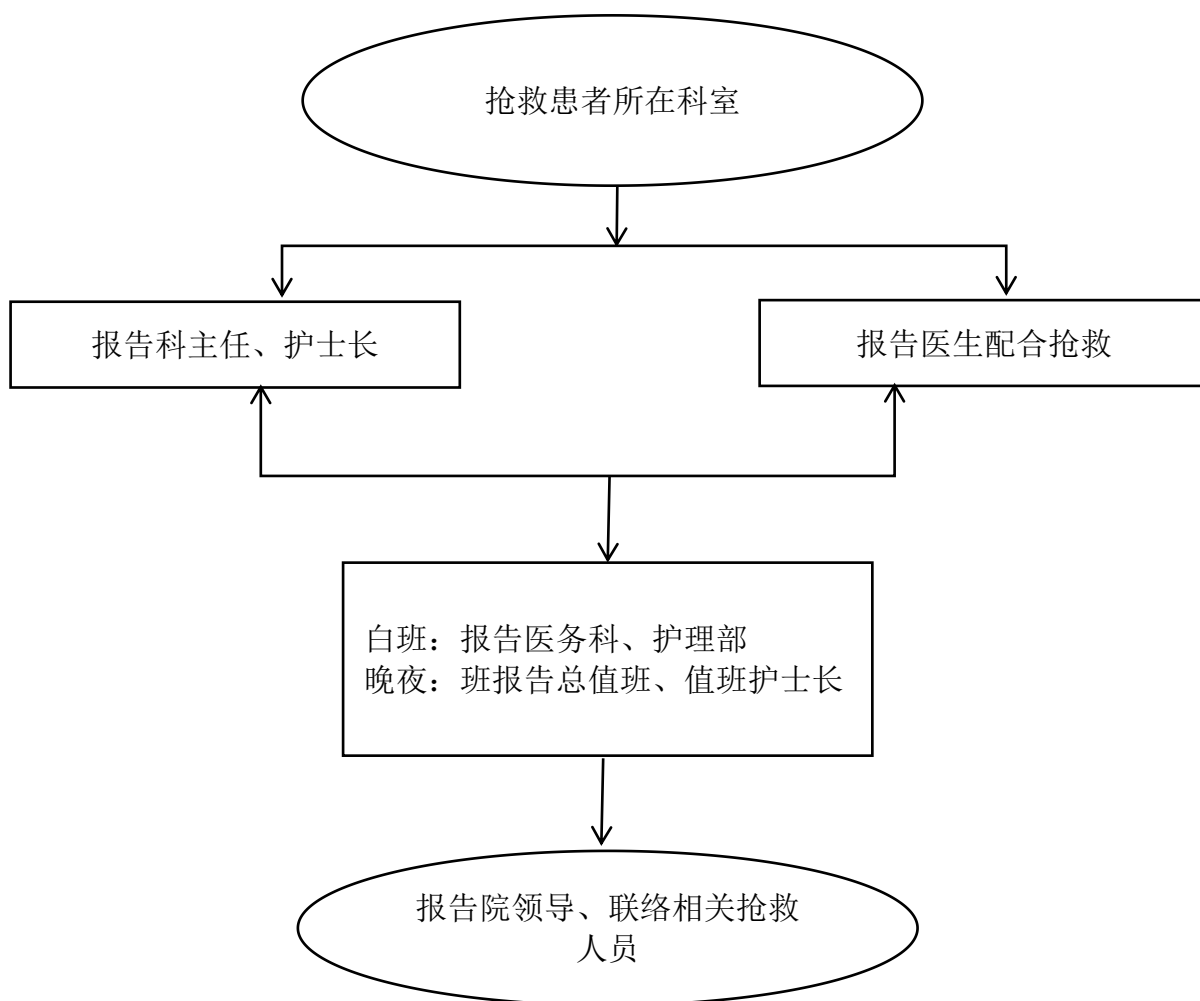 抢救患者所在科室
报告科主任、护士长
报告医生配合抢救
白班：报告医务科、护理部
晚夜：班报告总值班、值班护士长
报告院领导、联络相关抢救
人员